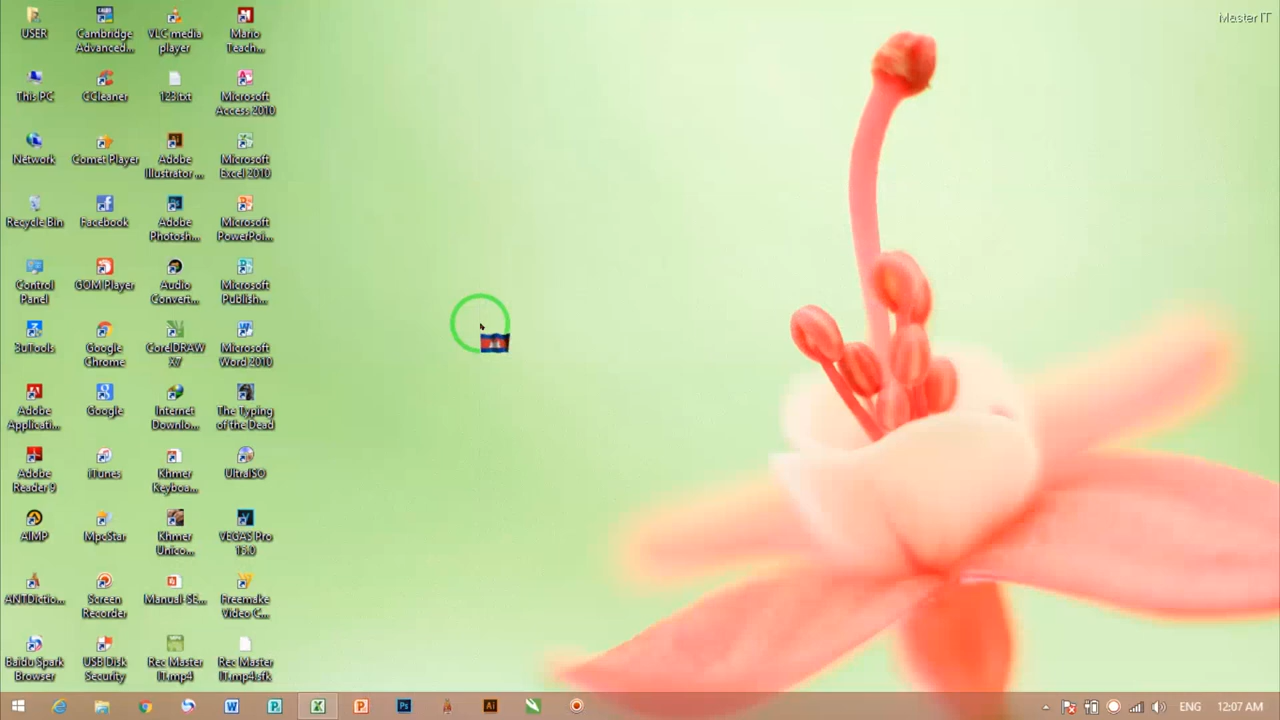 Master IT
USER
Cambridge
Advanced...
VLC media
player
Mario
Teach...
This PC
CCleaner
123.txt
Microsoft
Access 2010
Network
Comet Player
Adobe
Illustrator ...
Microsoft
Excel 2010
Recycle Bin
Facebook
Adobe
Photosh...
Microsoft
PowerPoi...
Control
Panel
GOM Player
Audio
Convert...
Microsoft
Publish...
3uTools
Google
Chrome
CorelDRAW
X7
Microsoft
Word 2010
Adobe
Applicati...
Google
Internet
Downlo...
The Typing
of the Dead
Adobe
Reader 9
iTunes
Khmer
Keyboa...
UltraISO
AIMP
MpcStar
Khmer
Unico...
VEGAS Pro
13.0
ANTDictio...
Screen
Recorder
Manual-SE...
Freemake
Video C...
Baidu Spark
Browser
USB Disk
Security
Rec Master
IT.mp4
Rec Master
IT.mp4.sfk
ENG
12:07 AM